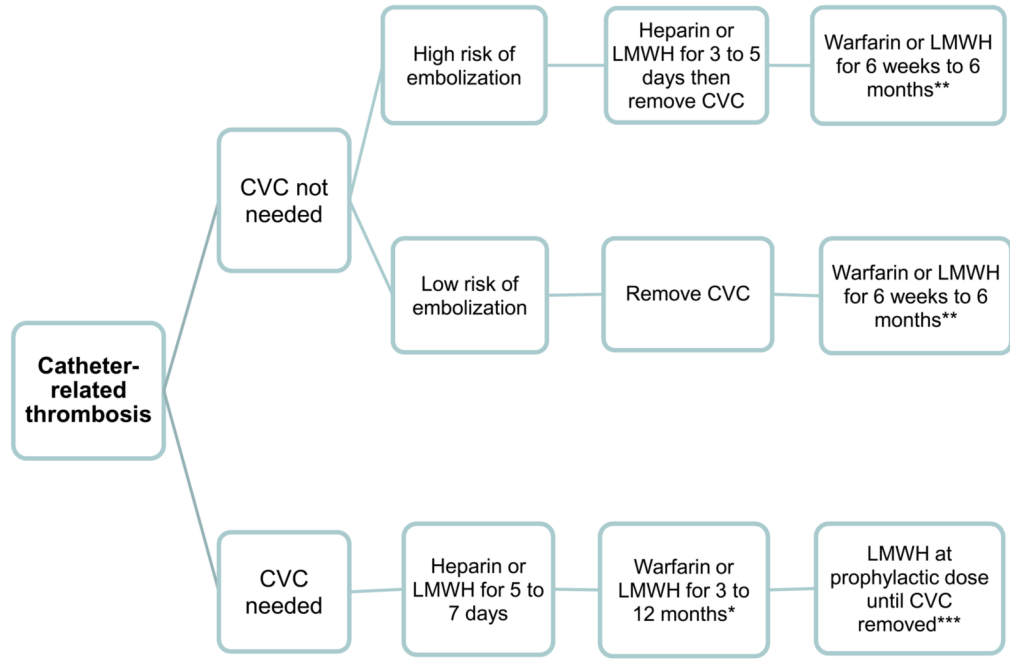 High risk of
embolization
Heparin or
LMWH for 3 to 5
days then
remove CVC
Warfarin or LMWH
for 6 weeks to 6
months**
CVC not
needed
Low risk of
embolization
Remove CVC
Warfarin or LMWH
for 6 weeks to 6
months**
Catheter-
related
thrombosis
CVC
needed
Heparin or
LMWH for 5 to
7 days
Warfarin or
LMWH for 3 to
12 months*
LMWH at
prophylactic dose
until CVC
removed***